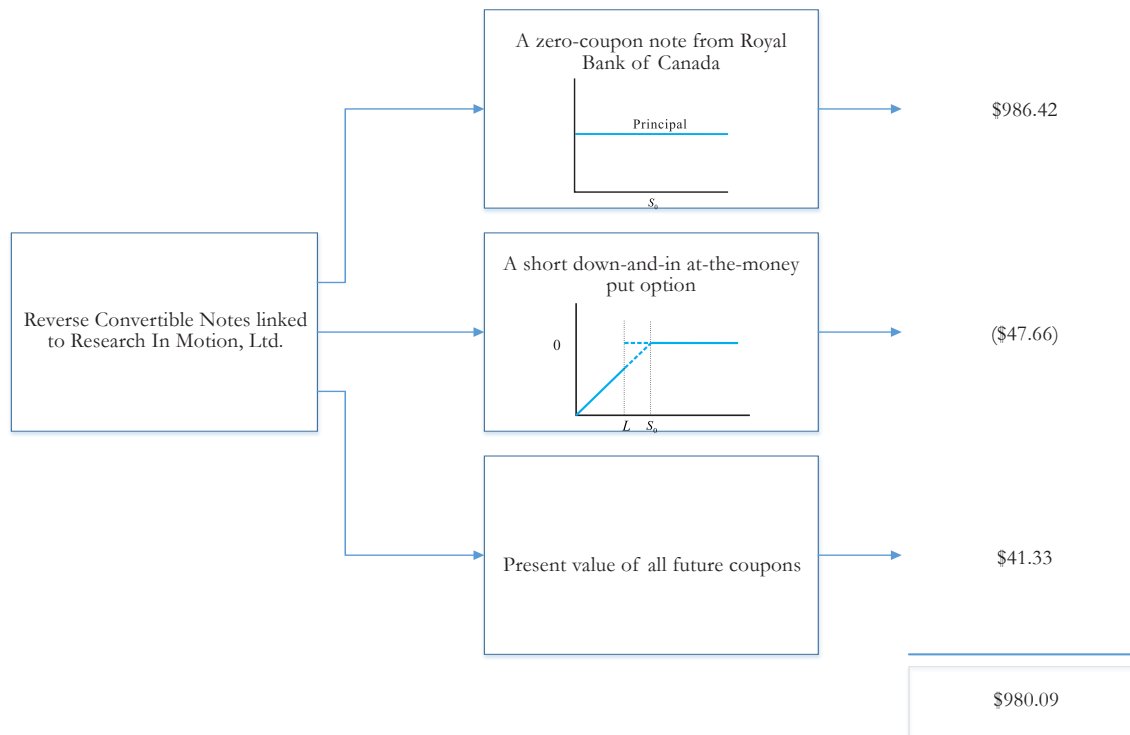 A zero-coupon note from Royal
Bank of Canada
Principal
S₀
$986.42
Reverse Convertible Notes linked
to Research In Motion, Ltd.
A short down-and-in at-the-money
put option
0
L S₀
($47.66)
Present value of all future coupons
$41.33
$980.09